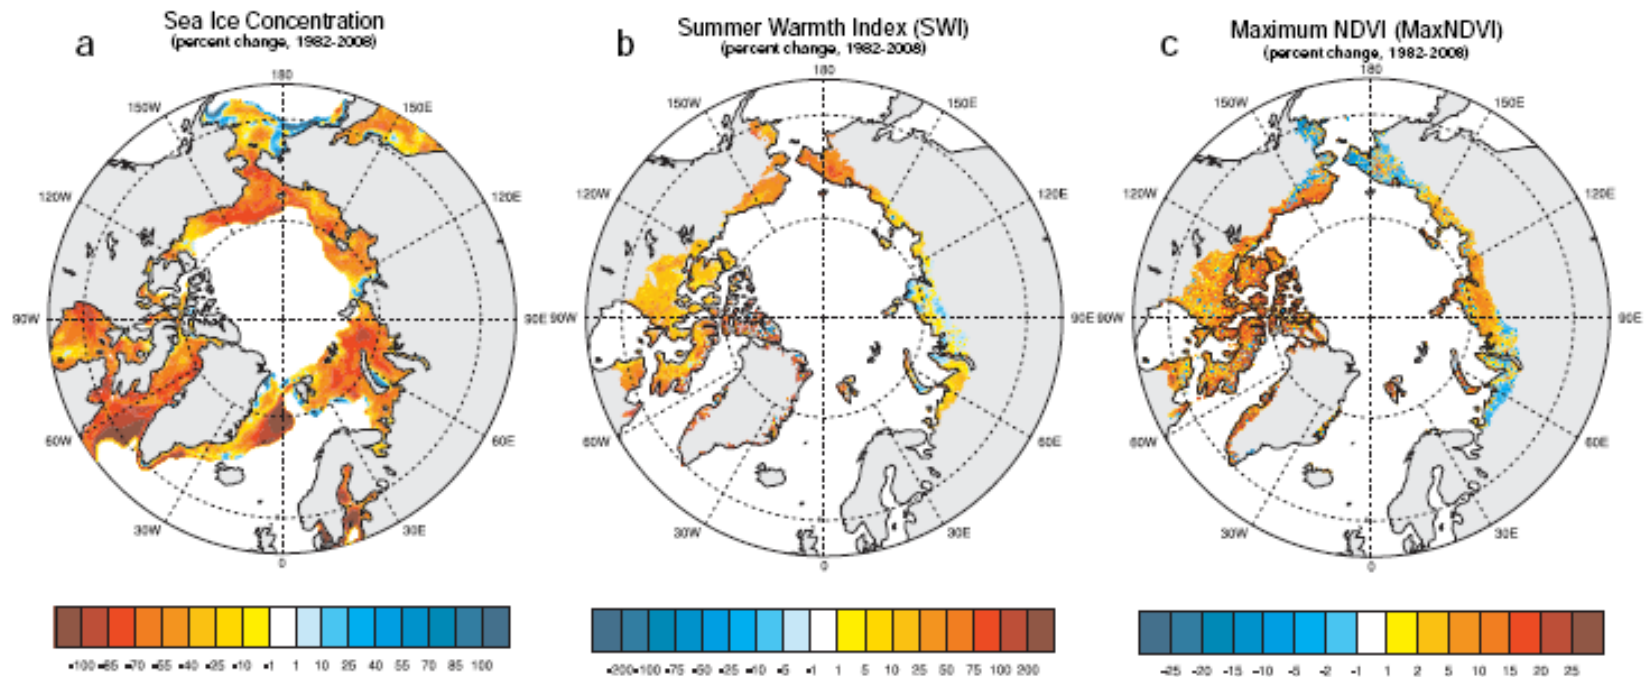 a
Sea Ice Concentration
(percent change, 1982-2008)
180
150W
150E
120W
120E
90W
90E
60W
60E
30W
30E
0
-100 -85 -70 -55 -40 -25 -10 -1 1 10 25 40 55 70 85 100
b
Summer Warmth Index (SWI)
(percent change, 1982-2008)
180
150W
150E
120W
120E
90W
90E
60W
60E
30W
30E
0
-200 -100 -75 -50 -25 -10 -5 -1 1 5 25 50 75 100 200
c
Maximum NDVI (MaxNDVI)
(percent change, 1982-2008)
180
150W
150E
120W
120E
90W
90E
60W
60E
30W
30E
0
-25 -20 -15 -10 -5 -2 -1 1 2 5 10 15 20 25